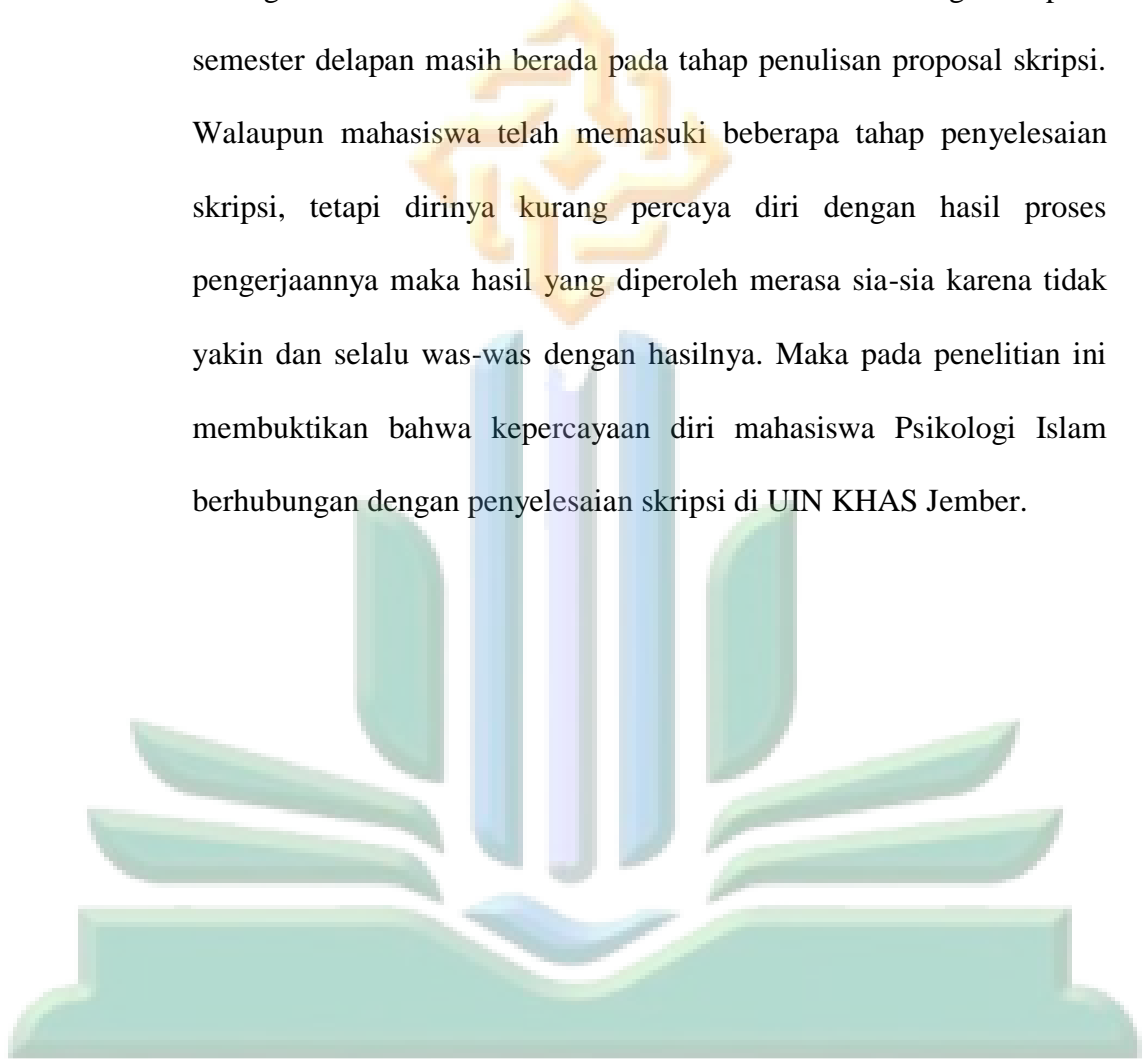 semester delapan masih berada pada tahap penulisan proposal skripsi.
Walaupun mahasiswa telah memasuki beberapa tahap penyelesaian
skripsi, tetapi dirinya kurang percaya diri dengan hasil proses
pengerjaannya maka hasil yang diperoleh merasa sia-sia karena tidak
yakin dan selalu was-was dengan hasilnya. Maka pada penelitian ini
membuktikan bahwa kepercayaan diri mahasiswa Psikologi Islam
berhubungan dengan penyelesaian skripsi di UIN KHAS Jember.